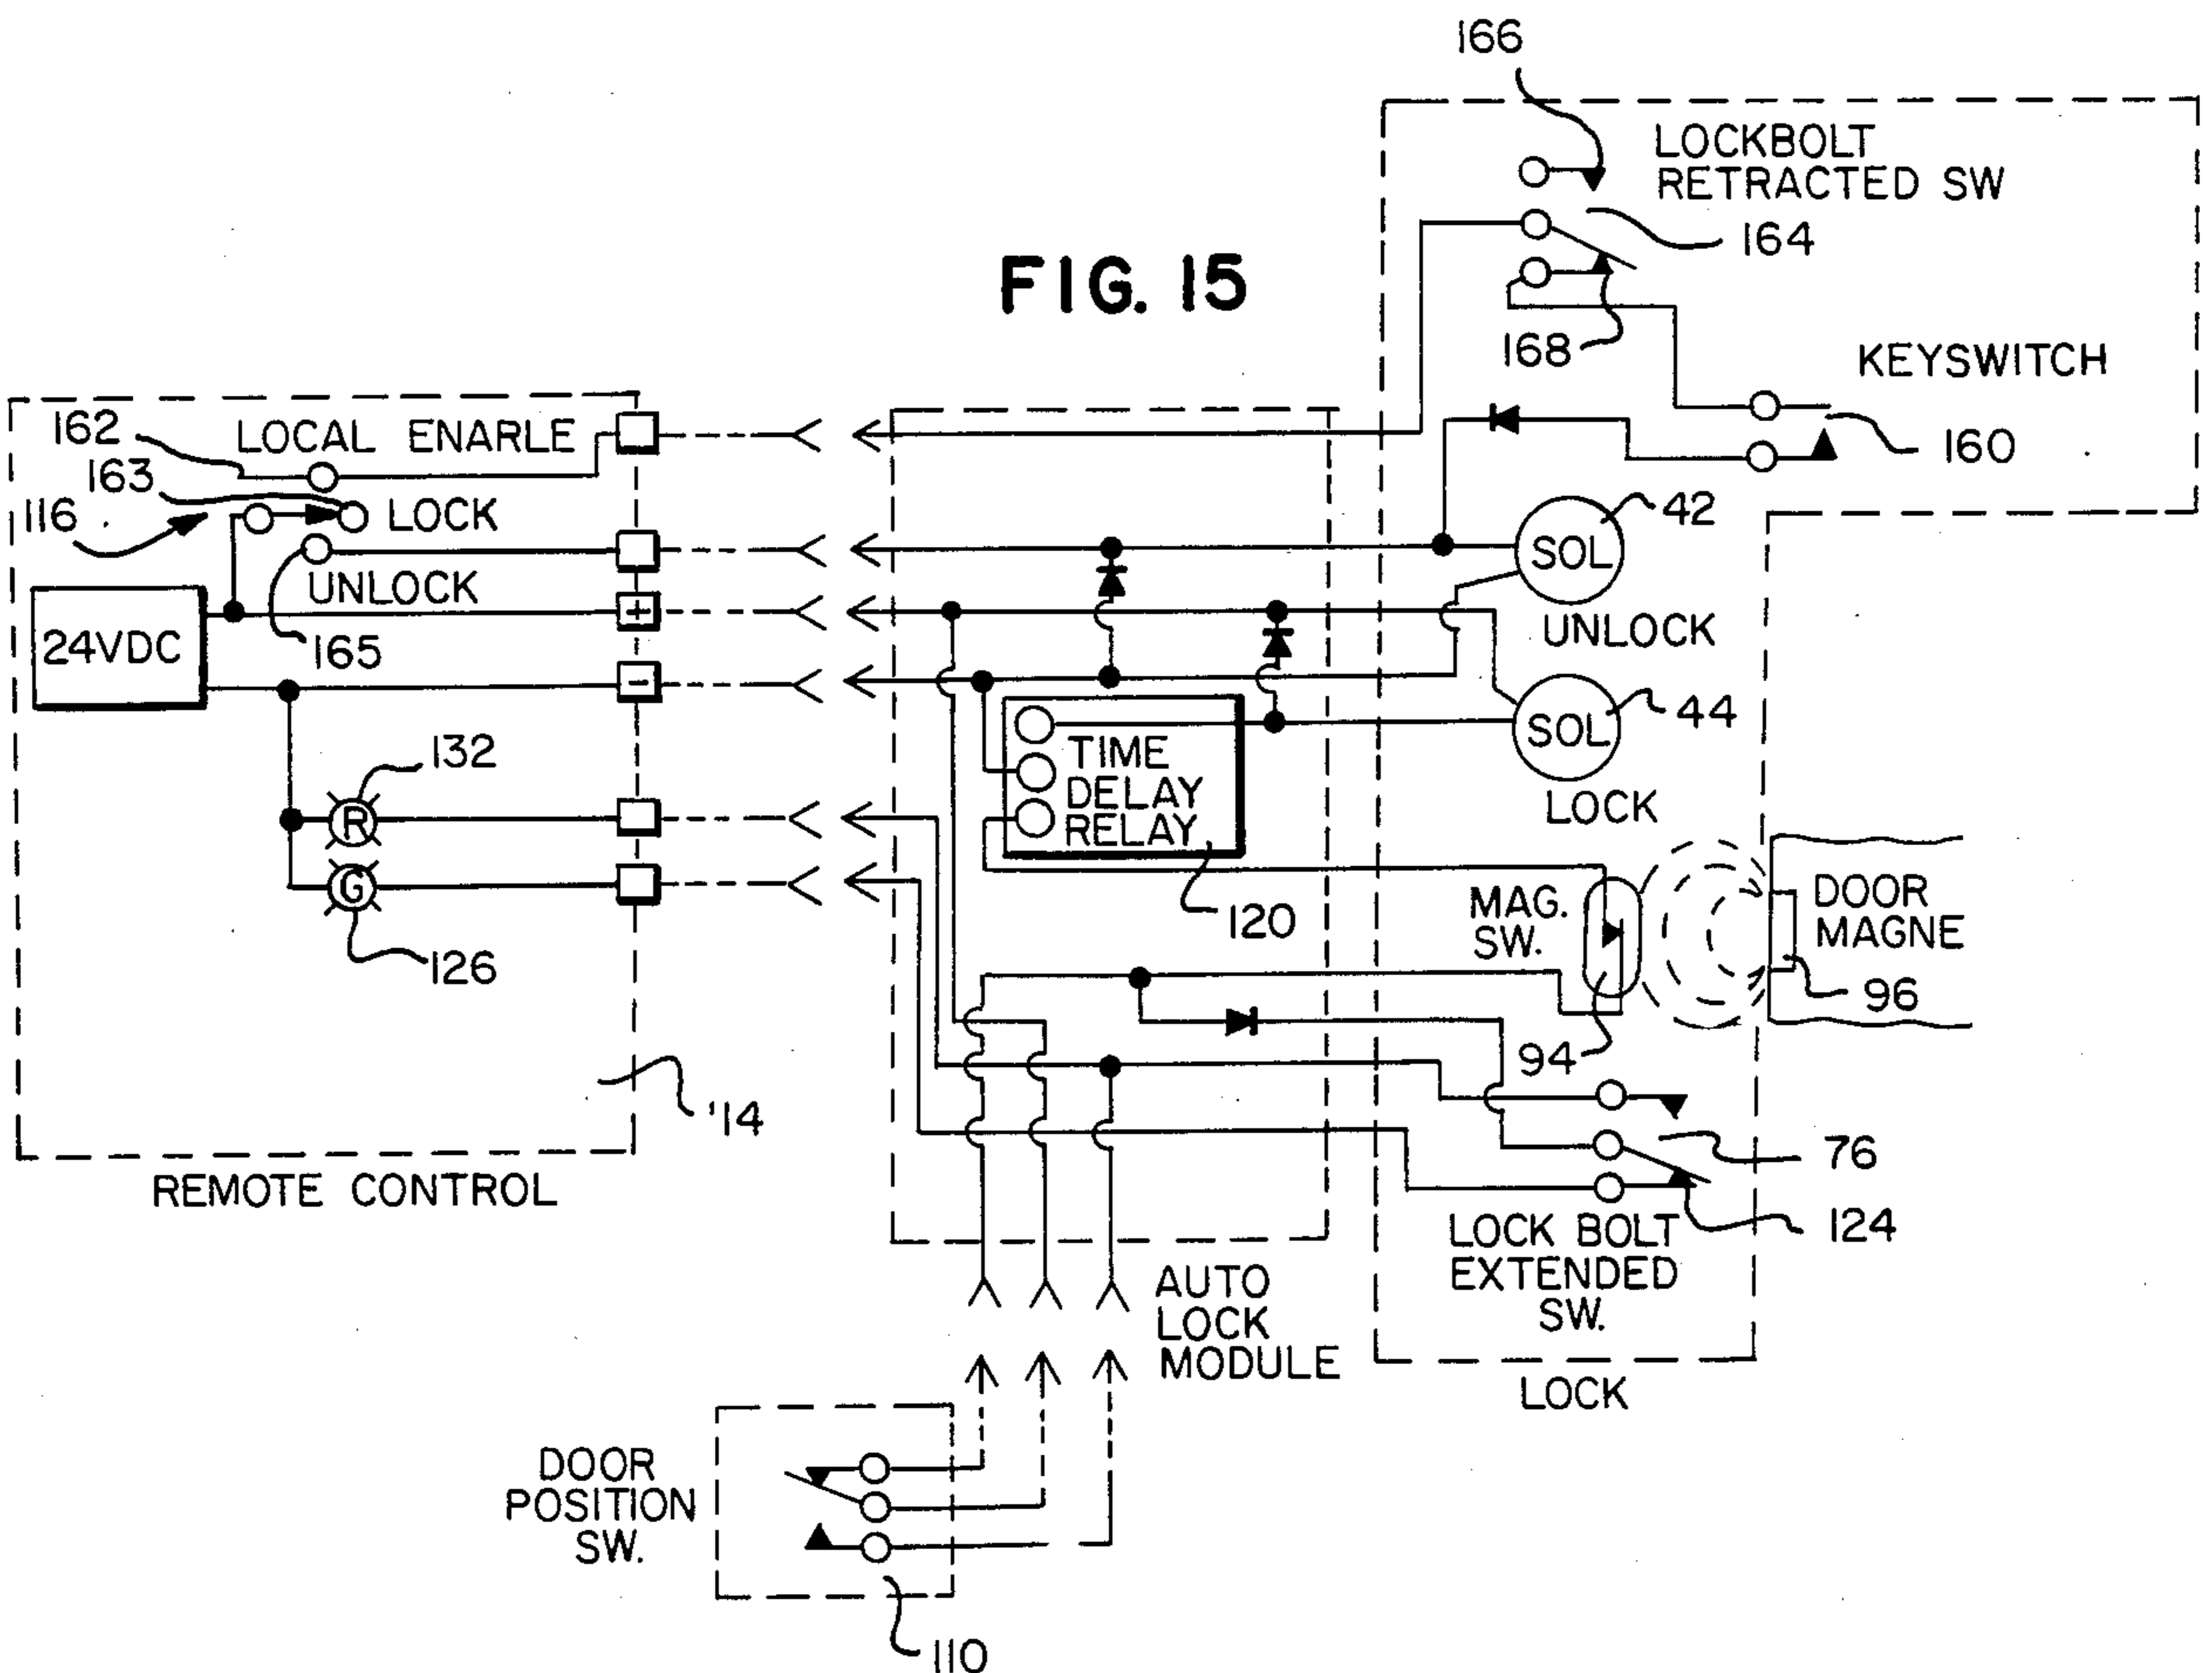 166
LOCKBOLT
RETRACTED SW
164
FIG. 15
168
KEYSWITCH
160
162
LOCAL ENARLE
163
116
LOCK
UNLOCK
165
24VDC
+
-
42
SOL
UNLOCK
44
SOL
LOCK
132
R
G
126
TIME
DELAY
RELAY
120
MAG.
SW.
94
DOOR
MAGNE
96
'14
REMOTE CONTROL
76
124
LOCK BOLT
EXTENDED
SW.
LOCK
AUTO
LOCK
MODULE
DOOR
POSITION
SW.
110